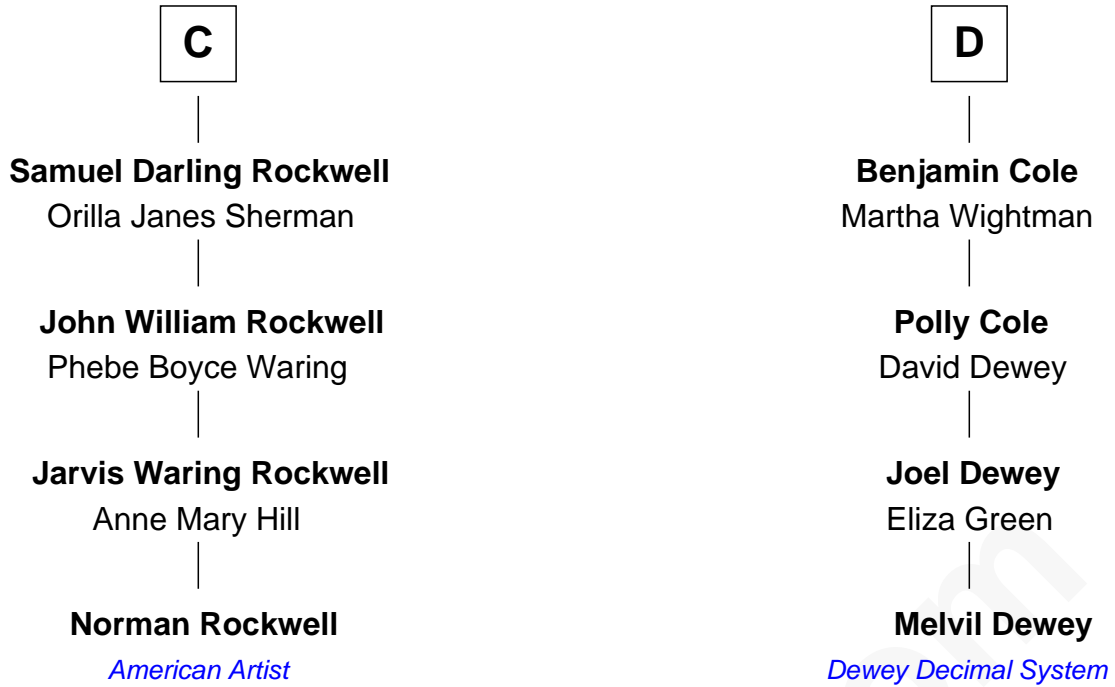 C
Samuel Darling Rockwell
Orilla Janes Sherman
John William Rockwell
Phebe Boyce Waring
Jarvis Waring Rockwell
Anne Mary Hill
Norman Rockwell
American Artist
D
Benjamin Cole
Martha Wightman
Polly Cole
David Dewey
Joel Dewey
Eliza Green
Melvil Dewey
Dewey Decimal System